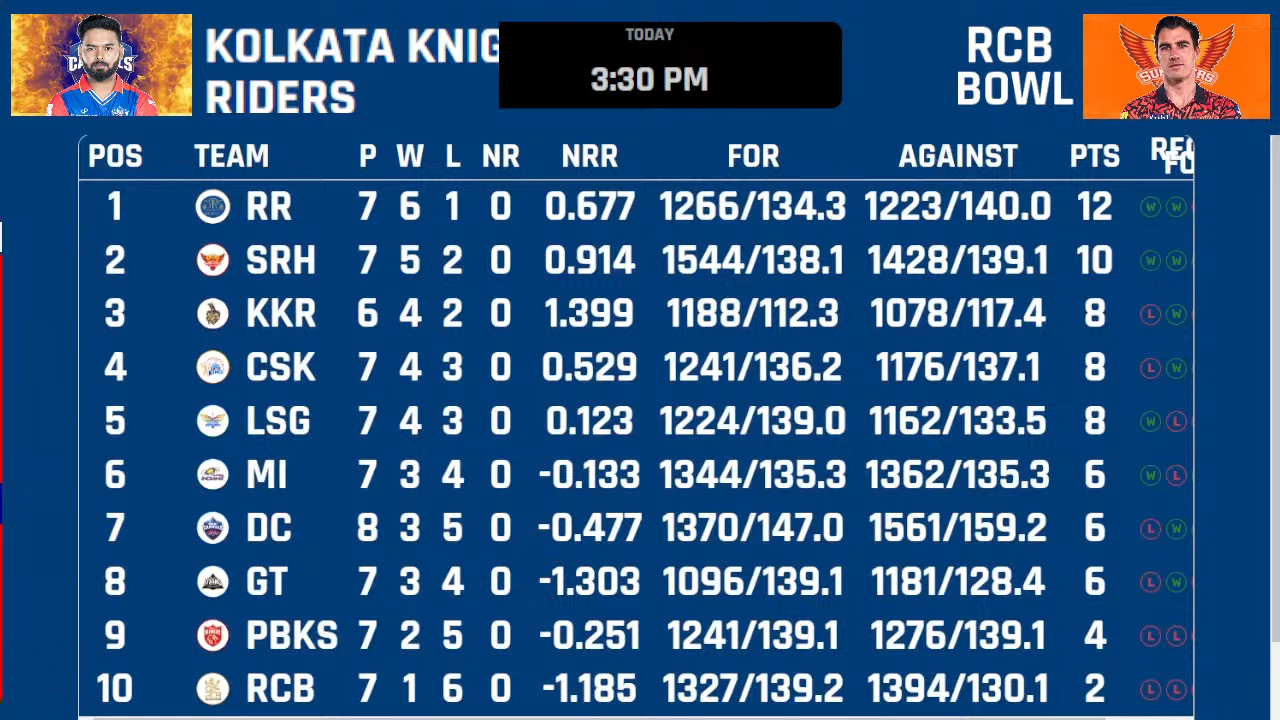 KOLKATA KNIG
RIDERS
TODAY
3:30 PM
RCB
BOWL
POS TEAM P W L NR NRR FOR AGAINST PTS
1 RR 7 6 1 0 0.677 1266/134.3 1223/140.0 12 W W
2 SRH 7 5 2 0 0.914 1544/138.1 1428/139.1 10 W W
3 KKR 6 4 2 0 1.399 1188/112.3 1078/117.4 8 L W
4 CSK 7 4 3 0 0.529 1241/136.2 1176/137.1 8 L W
5 LSG 7 4 3 0 0.123 1224/139.0 1162/133.5 8 W L
6 MI 7 3 4 0 -0.133 1344/135.3 1362/135.3 6 W L
7 DC 8 3 5 0 -0.477 1370/147.0 1561/159.2 6 L W
8 GT 7 3 4 0 -1.303 1096/139.1 1181/128.4 6 L W
9 PBKS 7 2 5 0 -0.251 1241/139.1 1276/139.1 4 L L
10 RCB 7 1 6 0 -1.185 1327/139.2 1394/130.1 2 L L